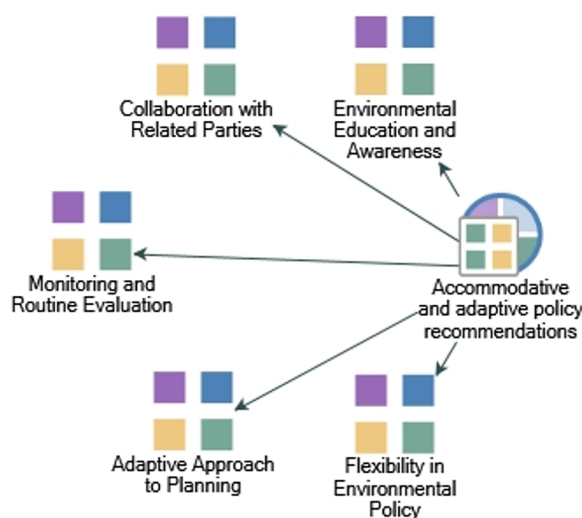 Collaboration with
Related Parties
Environmental
Education and
Awareness
Monitoring and
Routine Evaluation
Accommodative
and adaptive policy
recommendations
Adaptive Approach
to Planning
Flexibility in
Environmental
Policy